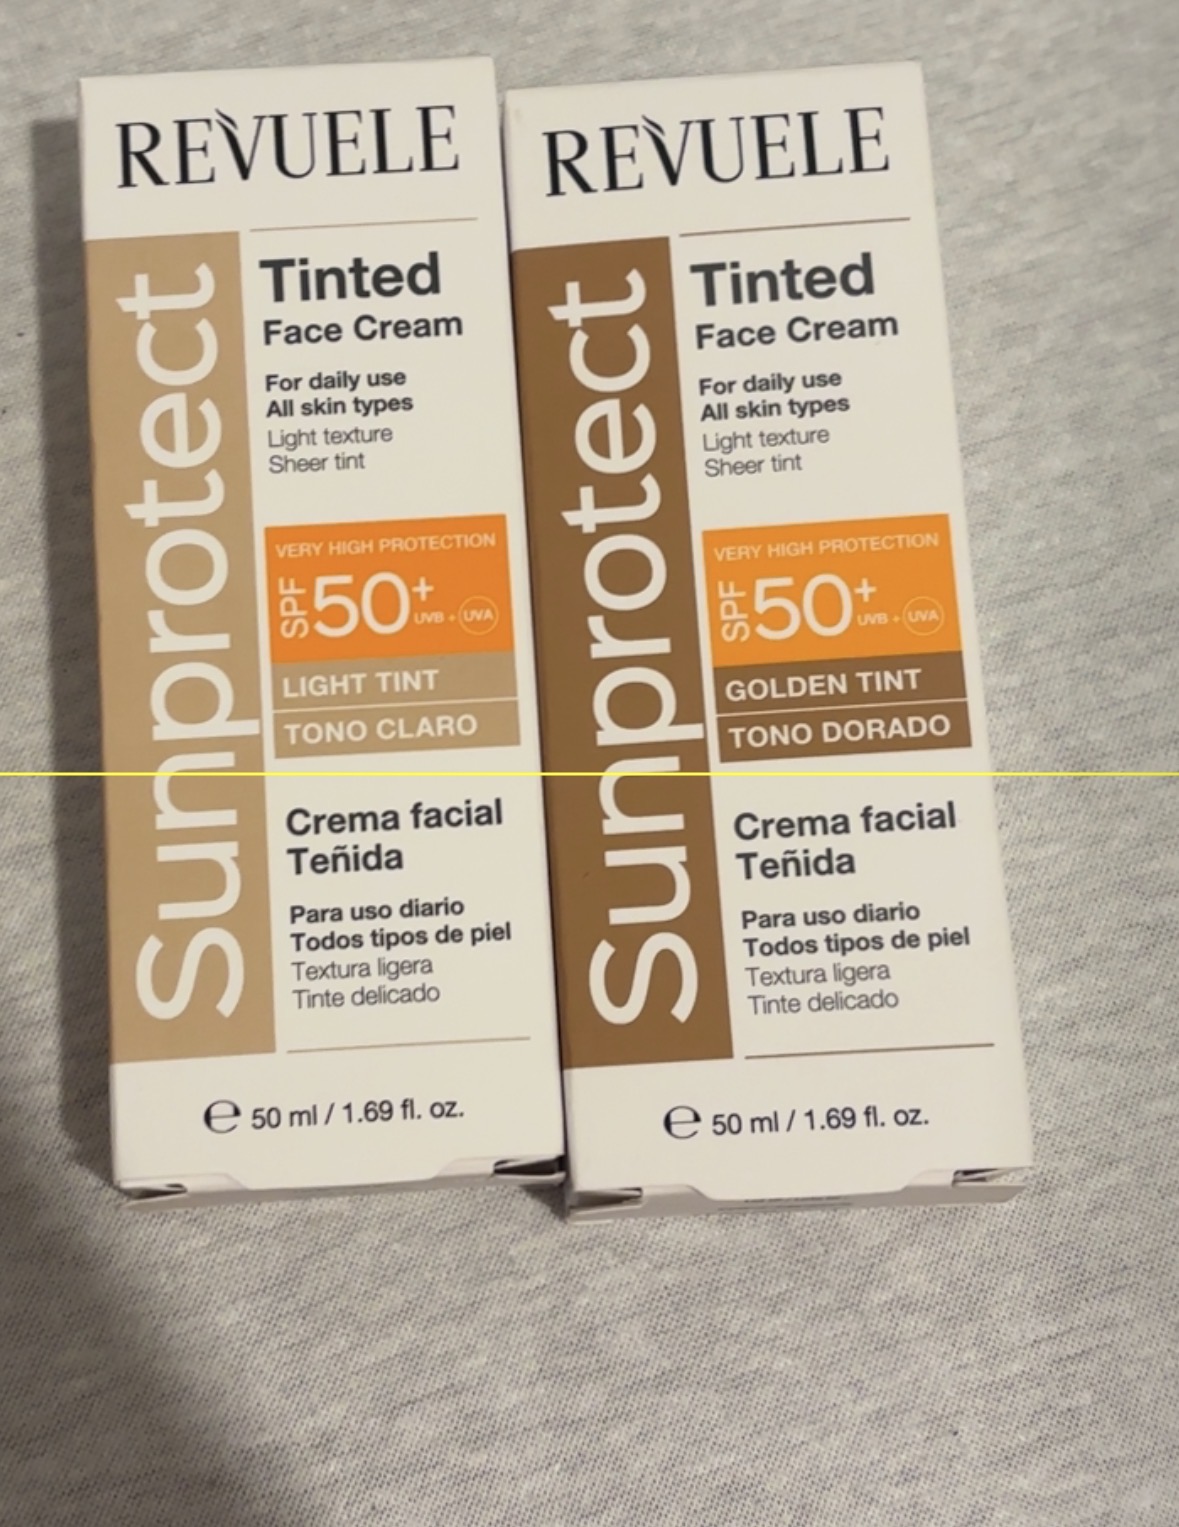 REVUELE
Sunprotect
Tinted
Face Cream
For daily use
All skin types
Light texture
Sheer tint
VERY HIGH PROTECTION
SPF 50+
UVB + UVA
LIGHT TINT
TONO CLARO
Crema facial
Teñida
Para uso diario
Todos tipos de piel
Textura ligera
Tinte delicado
℮ 50 ml / 1.69 fl. oz.
REVUELE
Sunprotect
Tinted
Face Cream
For daily use
All skin types
Light texture
Sheer tint
VERY HIGH PROTECTION
SPF 50+
UVB + UVA
GOLDEN TINT
TONO DORADO
Crema facial
Teñida
Para uso diario
Todos tipos de piel
Textura ligera
Tinte delicado
℮ 50 ml / 1.69 fl. oz.